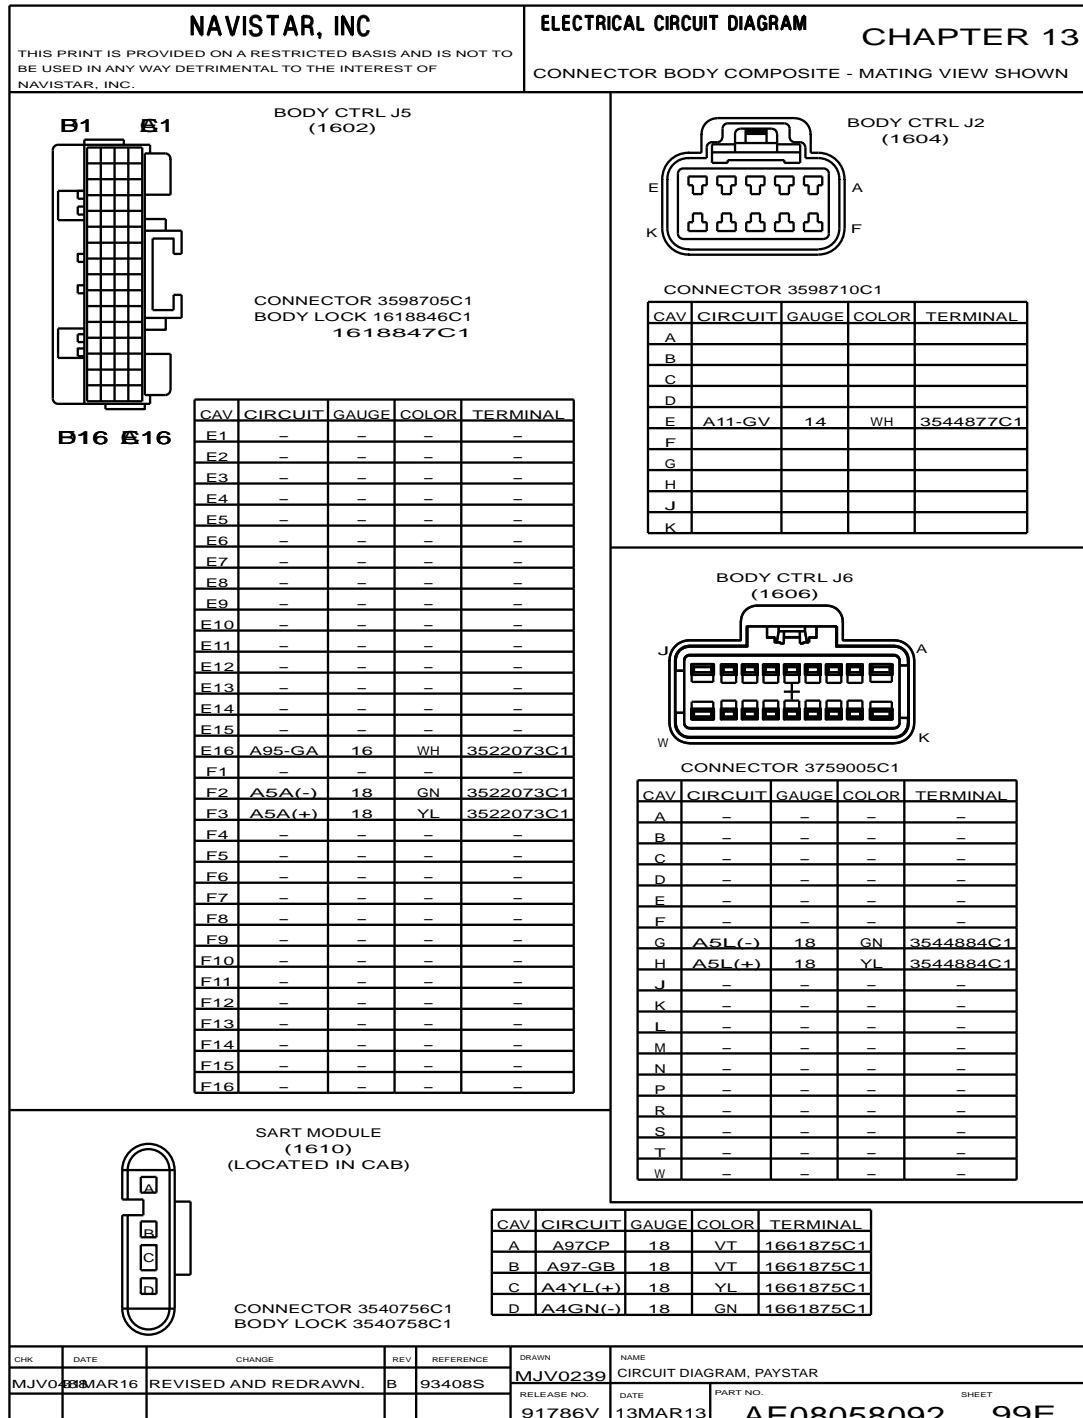 NAVISTAR, INC
THIS PRINT IS PROVIDED ON A RESTRICTED BASIS AND IS NOT TO
BE USED IN ANY WAY DETRIMENTAL TO THE INTEREST OF
NAVISTAR, INC.
ELECTRICAL CIRCUIT DIAGRAM
CHAPTER 13
CONNECTOR BODY COMPOSITE - MATING VIEW SHOWN
BODY CTRL J5
(1602)
CONNECTOR 3598705C1
BODY LOCK 1618846C1
1618847C1
CAV CIRCUIT GAUGE COLOR TERMINAL
E1 – – – –
E2 – – – –
E3 – – – –
E4 – – – –
E5 – – – –
E6 – – – –
E7 – – – –
E8 – – – –
E9 – – – –
E10 – – – –
E11 – – – –
E12 – – – –
E13 – – – –
E14 – – – –
E15 – – – –
E16 A95-GA 16 WH 3522073C1
F1 – – – –
F2 A5A(-) 18 GN 3522073C1
F3 A5A(+) 18 YL 3522073C1
F4 – – – –
F5 – – – –
F6 – – – –
F7 – – – –
F8 – – – –
F9 – – – –
F10 – – – –
F11 – – – –
F12 – – – –
F13 – – – –
F14 – – – –
F15 – – – –
F16 – – – –
BODY CTRL J2
(1604)
E A
K F
CONNECTOR 3598710C1
CAV CIRCUIT GAUGE COLOR TERMINAL
A
B
C
D
E A11-GV 14 WH 3544877C1
F
G
H
J
K
BODY CTRL J6
(1606)
J A
W K
CONNECTOR 3759005C1
CAV CIRCUIT GAUGE COLOR TERMINAL
A – – – –
B – – – –
C – – – –
D – – – –
E – – – –
F – – – –
G A5L(-) 18 GN 3544884C1
H A5L(+) 18 YL 3544884C1
J – – – –
K – – – –
L – – – –
M – – – –
N – – – –
P – – – –
R – – – –
S – – – –
T – – – –
W – – – –
SART MODULE
(1610)
(LOCATED IN CAB)
A
B
C
D
CONNECTOR 3540756C1
BODY LOCK 3540758C1
CAV CIRCUIT GAUGE COLOR TERMINAL
A A97CP 18 VT 1661875C1
B A97-GB 18 VT 1661875C1
C A4YL(+) 18 YL 1661875C1
D A4GN(-) 18 GN 1661875C1
CHK DATE CHANGE REV REFERENCE
REVISED AND REDRAWN. B 93408S
DRAWN
MJV0239
NAME
CIRCUIT DIAGRAM, PAYSTAR
RELEASE NO.
91786V
DATE
13MAR13
PART NO.
AE08058092
SHEET
99E